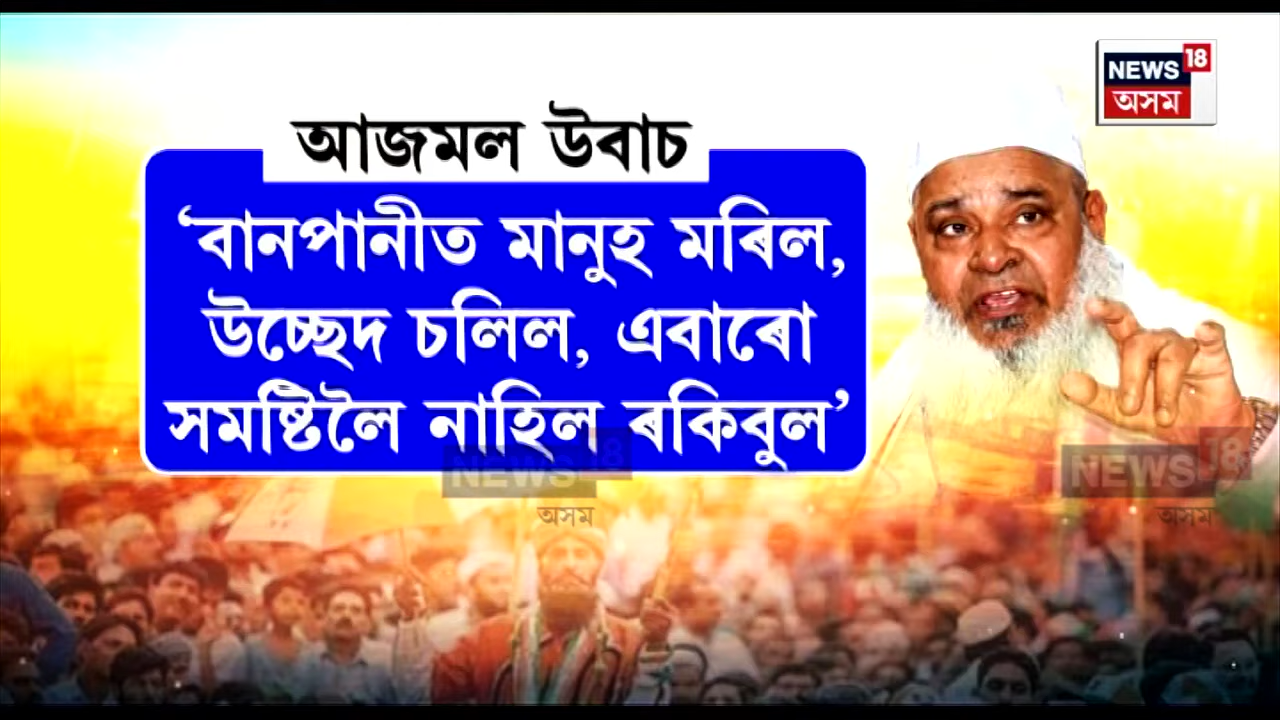 NEWS 18
অসম
আজমল উবাচ
‘বানপানীত মানুহ মৰিল,
উচ্ছেদ চলিল, এবাৰো
সমষ্টিলৈ নাহিল ৰকিবুল’
NEWS 18
অসম
NEWS 18
অসম